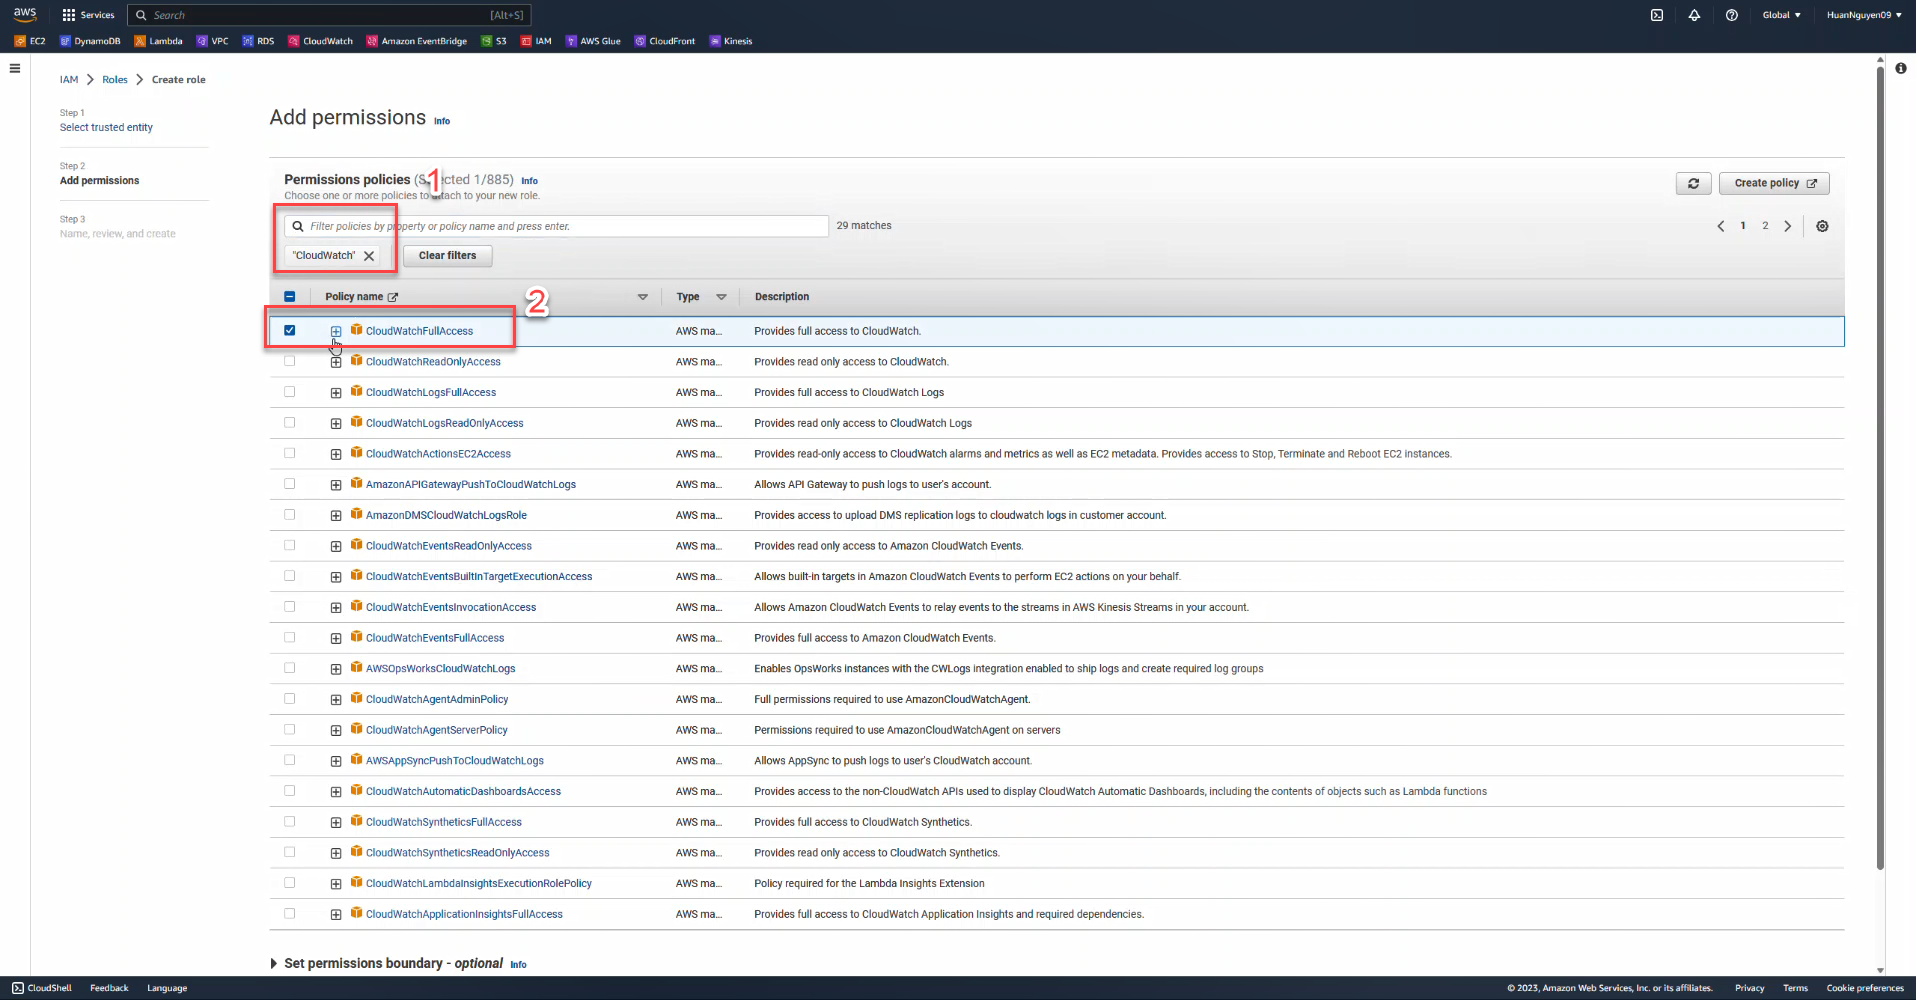 aws Services Search [Alt+S] Global HuanNguyen09
EC2 DynamoDB Lambda VPC RDS CloudWatch Amazon EventBridge S3 IAM AWS Glue CloudFront Kinesis
IAM Roles Create role
Step 1
Select trusted entity
Step 2
Add permissions
Step 3
Name, review, and create
Add permissions Info
Permissions policies (Selected 1/885) Info
1
Choose one or more policies to attach to your new role.
Create policy
Filter policies by property or policy name and press enter. 29 matches 1 2
"CloudWatch" Clear filters
Policy name Type Description
2
CloudWatchFullAccess AWS ma... Provides full access to CloudWatch.
CloudWatchReadOnlyAccess AWS ma... Provides read only access to CloudWatch.
CloudWatchLogsFullAccess AWS ma... Provides full access to CloudWatch Logs
CloudWatchLogsReadOnlyAccess AWS ma... Provides read only access to CloudWatch Logs
CloudWatchActionsEC2Access AWS ma... Provides read-only access to CloudWatch alarms and metrics as well as EC2 metadata. Provides access to Stop, Terminate and Reboot EC2 instances.
AmazonAPIGatewayPushToCloudWatchLogs AWS ma... Allows API Gateway to push logs to user's account.
AmazonDMSCloudWatchLogsRole AWS ma... Provides access to upload DMS replication logs to cloudwatch logs in customer account.
CloudWatchEventsReadOnlyAccess AWS ma... Provides read only access to Amazon CloudWatch Events.
CloudWatchEventsBuiltInTargetExecutionAccess AWS ma... Allows built-in targets in Amazon CloudWatch Events to perform EC2 actions on your behalf.
CloudWatchEventsInvocationAccess AWS ma... Allows Amazon CloudWatch Events to relay events to the streams in AWS Kinesis Streams in your account.
CloudWatchEventsFullAccess AWS ma... Provides full access to Amazon CloudWatch Events.
AWSOpsWorksCloudWatchLogs AWS ma... Enables OpsWorks instances with the CWLogs integration enabled to ship logs and create required log groups
CloudWatchAgentAdminPolicy AWS ma... Full permissions required to use AmazonCloudWatchAgent.
CloudWatchAgentServerPolicy AWS ma... Permissions required to use AmazonCloudWatchAgent on servers
AWSAppSyncPushToCloudWatchLogs AWS ma... Allows AppSync to push logs to user's CloudWatch account.
CloudWatchAutomaticDashboardsAccess AWS ma... Provides access to the non-CloudWatch APIs used to display CloudWatch Automatic Dashboards, including the contents of objects such as Lambda functions
CloudWatchSyntheticsFullAccess AWS ma... Provides full access to CloudWatch Synthetics.
CloudWatchSyntheticsReadOnlyAccess AWS ma... Provides read only access to CloudWatch Synthetics.
CloudWatchLambdaInsightsExecutionRolePolicy AWS ma... Policy required for the Lambda Insights Extension
CloudWatchApplicationInsightsFullAccess AWS ma... Provides full access to CloudWatch Application Insights and required dependencies.
Set permissions boundary - optional Info
CloudShell Feedback Language © 2023, Amazon Web Services, Inc. or its affiliates. Privacy Terms Cookie preferences